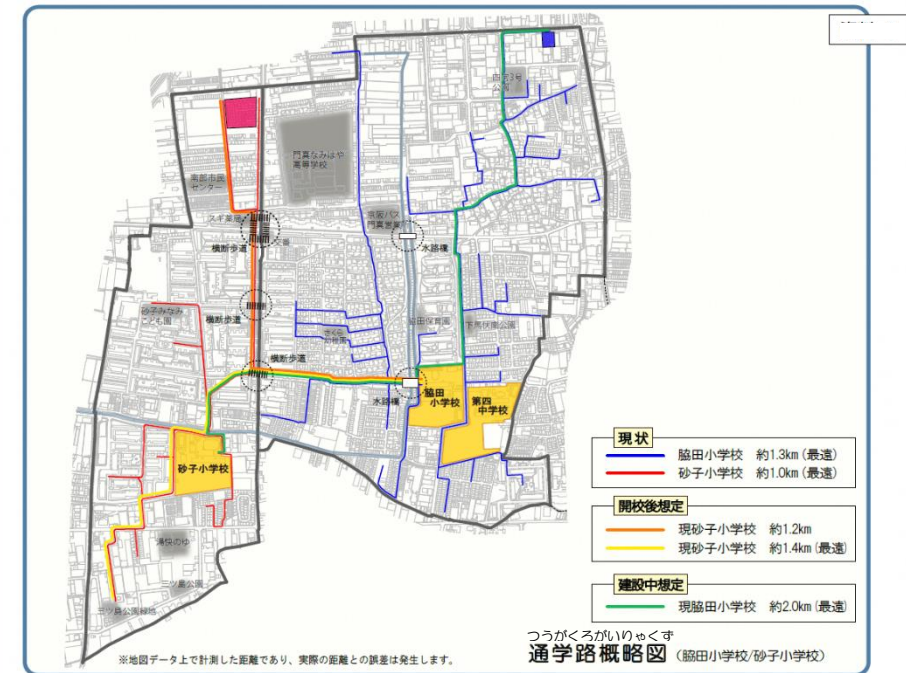 西町3号
公園
門真なみはや
高等学校
南部市民
センター
スギ薬局
京阪バス
門真営業
横断歩道
水路橋
砂子みなみ
こども園
横断歩道
脇田保育園
下馬伏南公園
さくら
幼稚園
横断歩道
水路橋
脇田
小学校
第四
中学校
砂子小学校
湯快のゆ
三ツ島公園
三ツ島公園緑地
現状
脇田小学校 約1.3km(最遠)
砂子小学校 約1.0km(最遠)
開校後想定
現砂子小学校 約1.2km
現砂子小学校 約1.4km(最遠)
建設中想定
現脇田小学校 約2.0km(最遠)
つうがくろがいりゃくず
通学路概略図 (脇田小学校/砂子小学校)
※地図データ上で計測した距離であり、実際の距離との誤差は発生します。